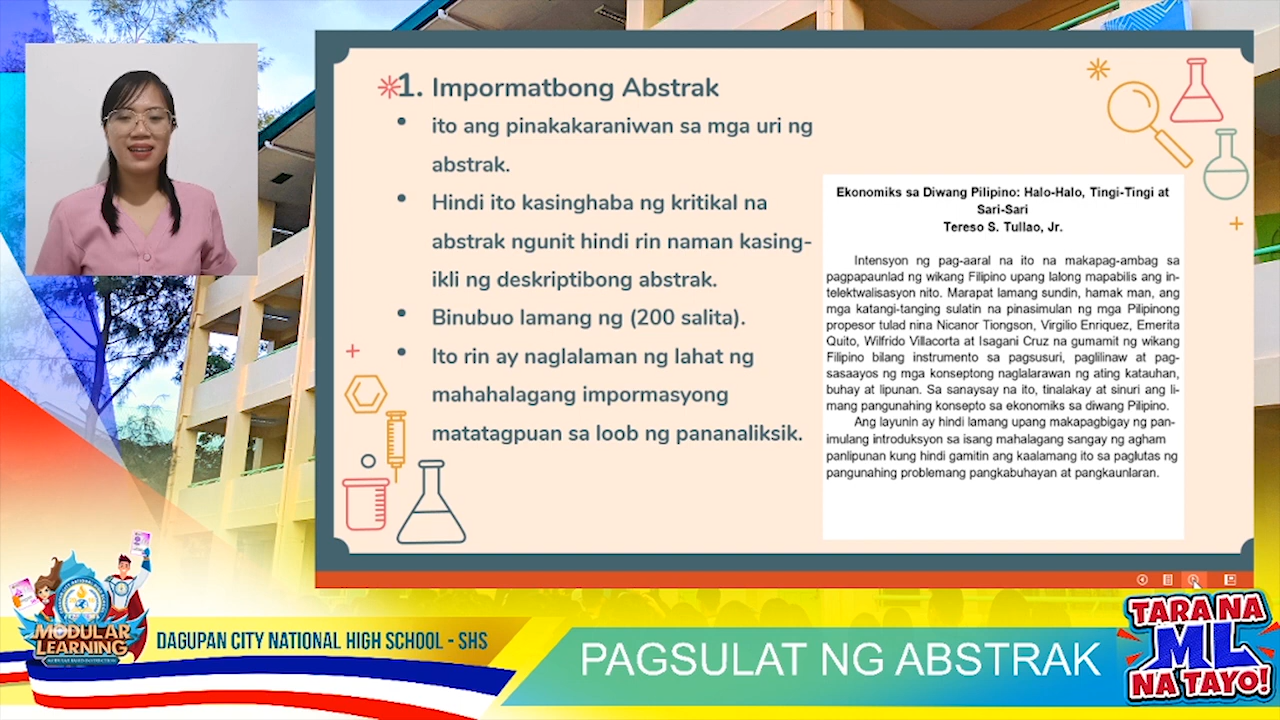 1. Impormatbong Abstrak
• ito ang pinakakaraniwan sa mga uri ng
abstrak.
• Hindi ito kasinghaba ng kritikal na
abstrak ngunit hindi rin naman kasing-
ikli ng deskriptibong abstrak.
• Binubuo lamang ng (200 salita).
• Ito rin ay naglalaman ng lahat ng
mahahalagang impormasyong
matatagpuan sa loob ng pananaliksik.
Ekonomiks sa Diwang Pilipino: Halo-Halo, Tingi-Tingi at
Sari-Sari
Tereso S. Tullao, Jr.
Intensyon ng pag-aaral na ito na makapag-ambag sa
pagpapaunlad ng wikang Filipino upang lalong mapabilis ang in-
telektwalisasyon nito. Marapat lamang sundin, hamak man, ang
mga katangi-tanging sulatin na pinasimulan ng mga Pilipinong
propesor tulad nina Nicanor Tiongson, Virgilio Enriquez, Emerita
Quito, Wilfrido Villacorta at Isagani Cruz na gumamit ng wikang
Filipino bilang instrumento sa pagsusuri, paglilinaw at pag-
sasaayos ng mga konseptong naglalarawan ng ating katauhan,
buhay at lipunan. Sa sanaysay na ito, tinalakay at sinuri ang li-
mang pangunahing konsepto sa ekonomiks sa diwang Pilipino.
Ang layunin ay hindi lamang upang makapagbigay ng pan-
imulang introduksyon sa isang mahalagang sangay ng agham
panlipunan kung hindi gamitin ang kaalamang ito sa paglutas ng
pangunahing problemang pangkabuhayan at pangkaunlaran.
MODULAR
LEARNING
DAGUPAN CITY NATIONAL HIGH SCHOOL - SHS
PAGSULAT NG ABSTRAK
TARA NA
ML
NA TAYO!